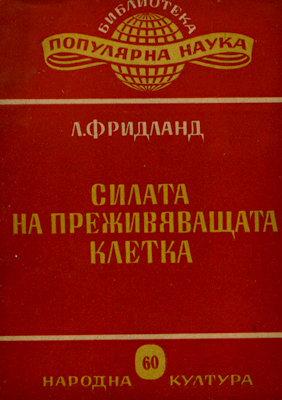 БИБЛИОТЕКА
ПОПУЛЯРНА НАУКА
Л. ФРИДЛАНД
СИЛАТА
НА ПРЕЖИВЯВАЩАТА
КЛЕТКА
60
НАРОДНА КУЛТУРА